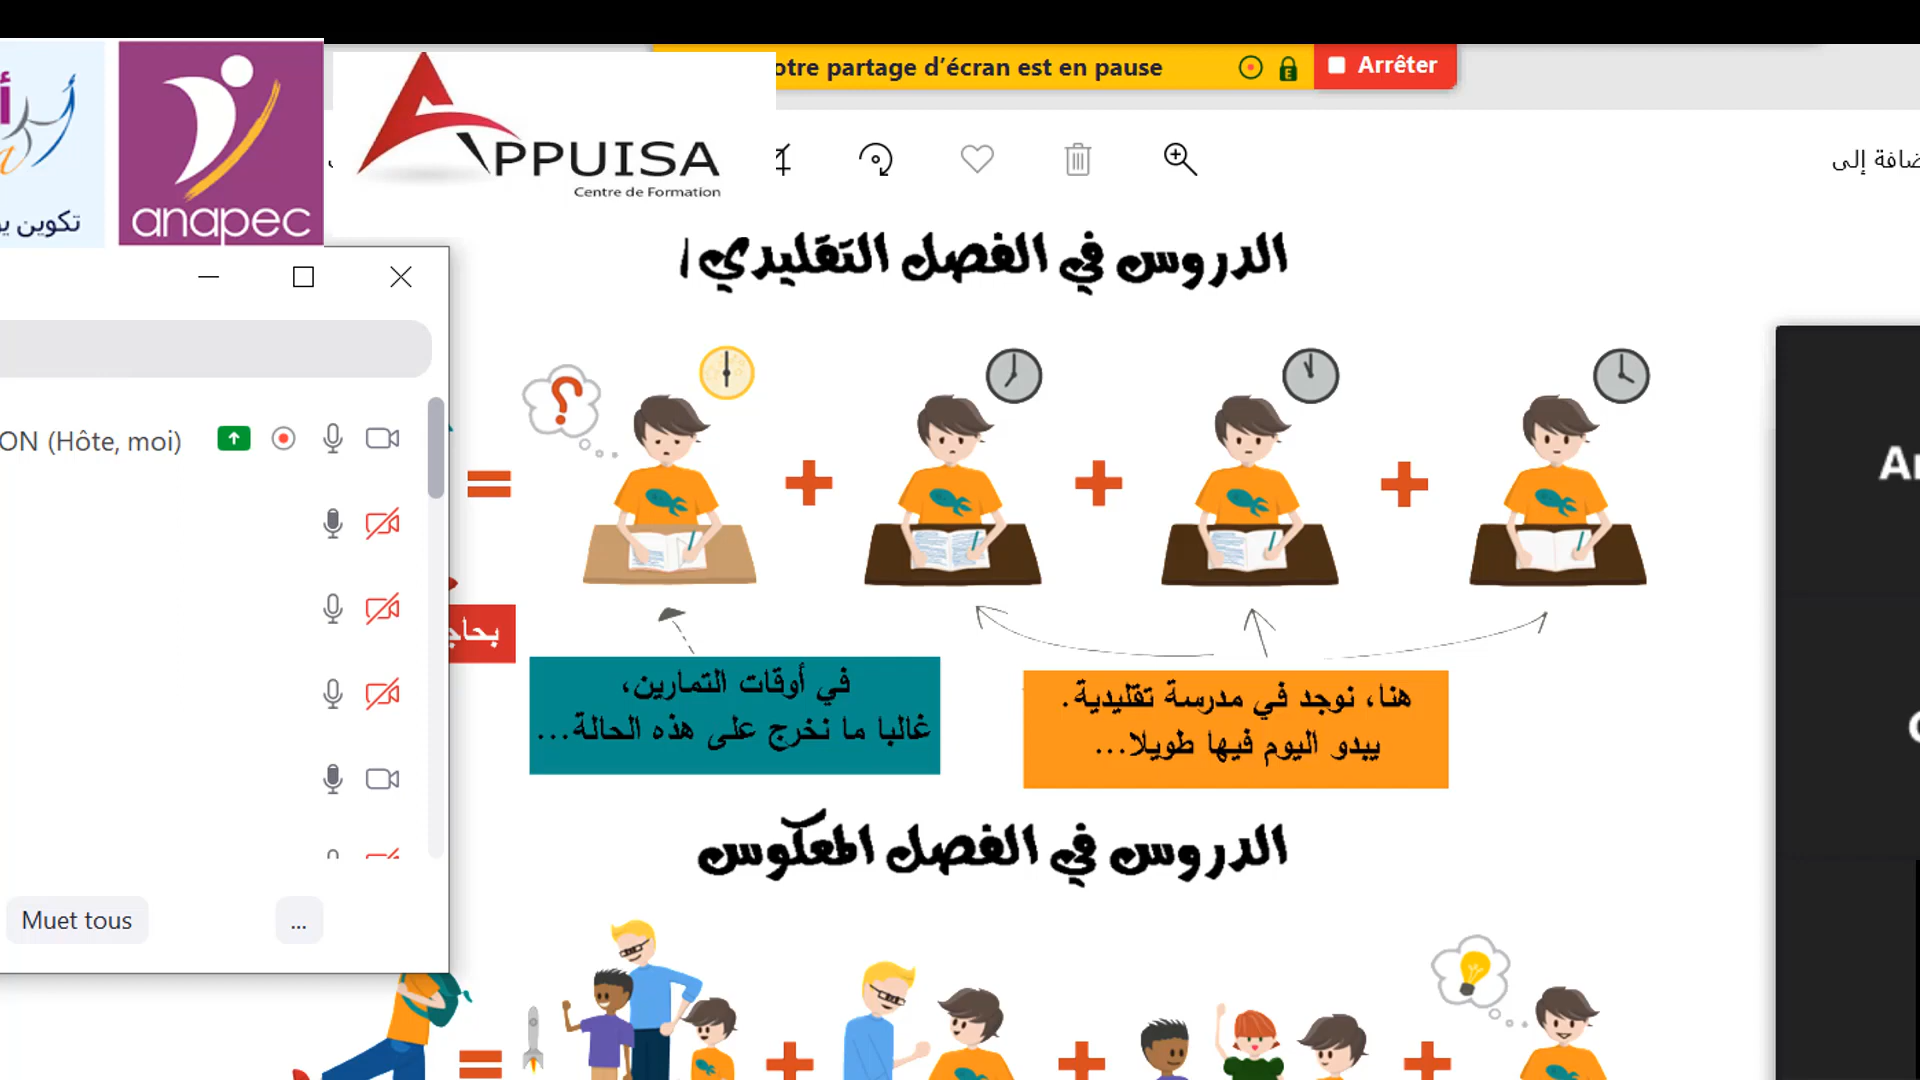 otre partage d’écran est en pause
Arrêter
anapec
APPUISA
Centre de Formation
تكوين
ضافة إلى
ON (Hôte, moi)
Muet tous
...
الدروس في الفصل التقليدي
بحاج
في أوقات التمارين،
غالبا ما نخرج على هذه الحالة...
هنا، نوجد في مدرسة تقليدية.
يبدو اليوم فيها طويلا...
الدروس في الفصل المعكوس